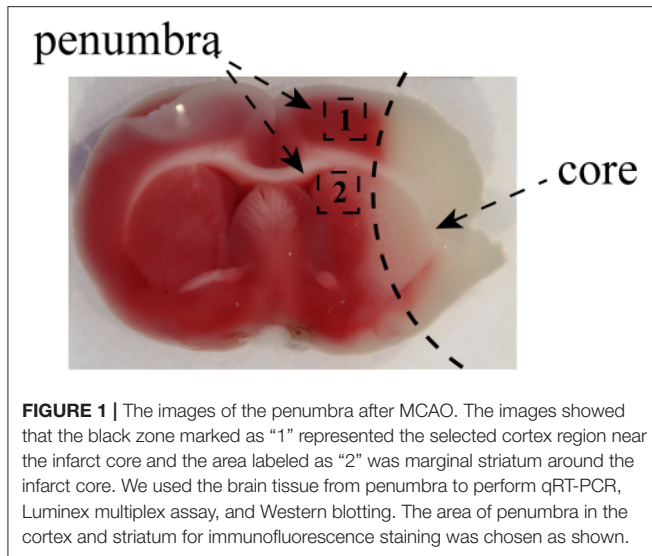 penumbra
1
2
core
FIGURE 1 | The images of the penumbra after MCAO. The images showed
that the black zone marked as “1” represented the selected cortex region near
the infarct core and the area labeled as “2” was marginal striatum around the
infarct core. We used the brain tissue from penumbra to perform qRT-PCR,
Luminex multiplex assay, and Western blotting. The area of penumbra in the
cortex and striatum for immunofluorescence staining was chosen as shown.